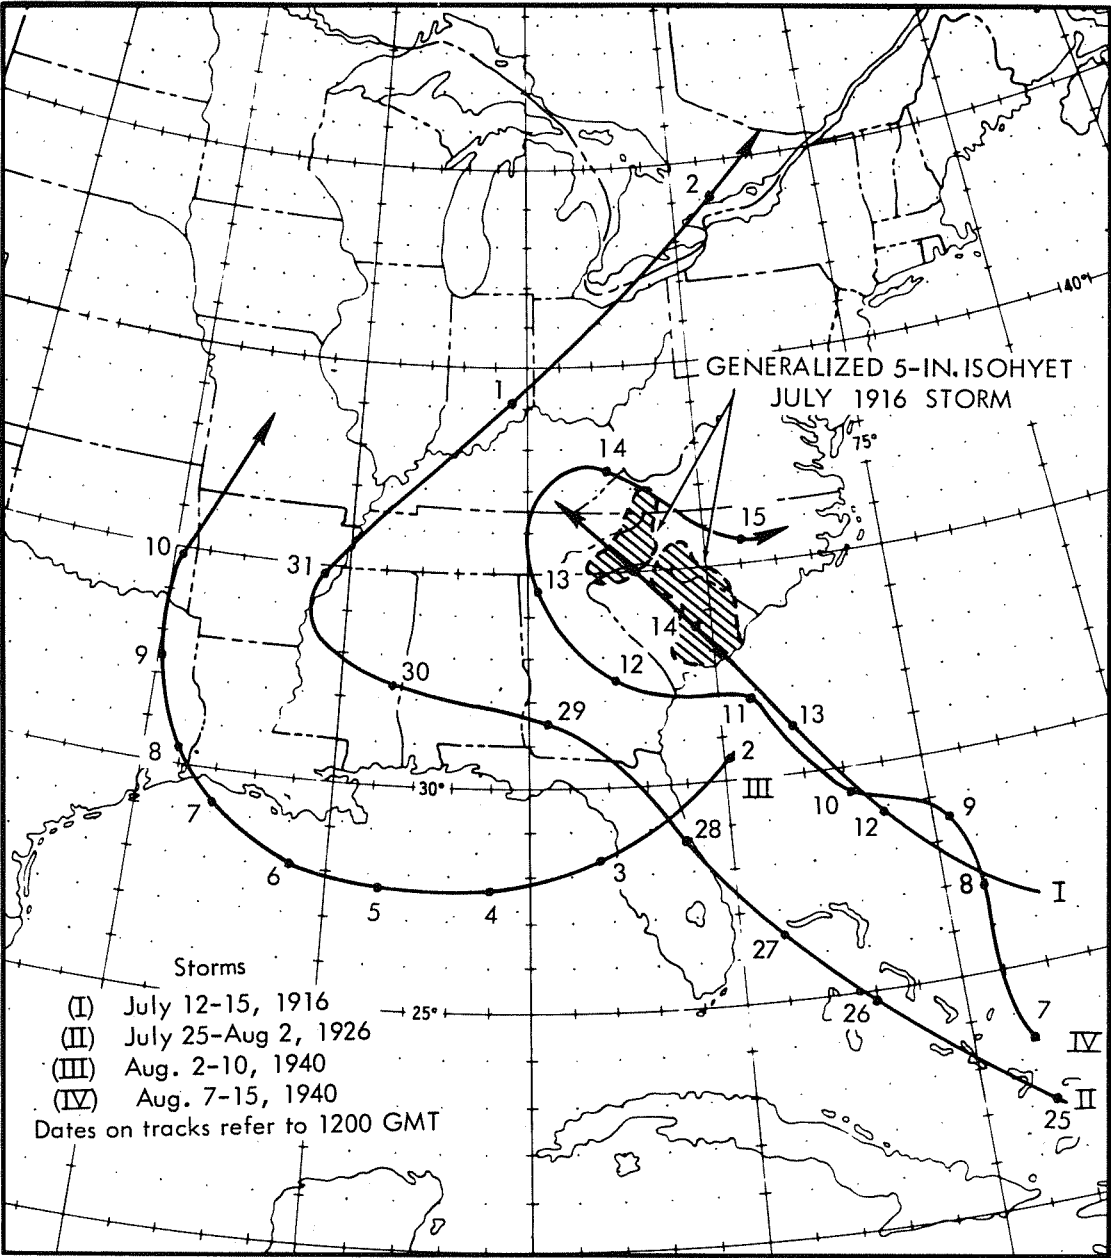 2
40°N
GENERALIZED 5-IN. ISOHYET
JULY 1916 STORM
1
75°
14
15
10
31
13
14
9
30
12
11
13
29
8
2
30°
III
10
9
7
12
28
3
8
I
6
5
4
27
Storms
(I) July 12-15, 1916
(II) July 25-Aug 2, 1926
(III) Aug. 2-10, 1940
(IV) Aug. 7-15, 1940
Dates on tracks refer to 1200 GMT
25°
26
7
IV
II
25